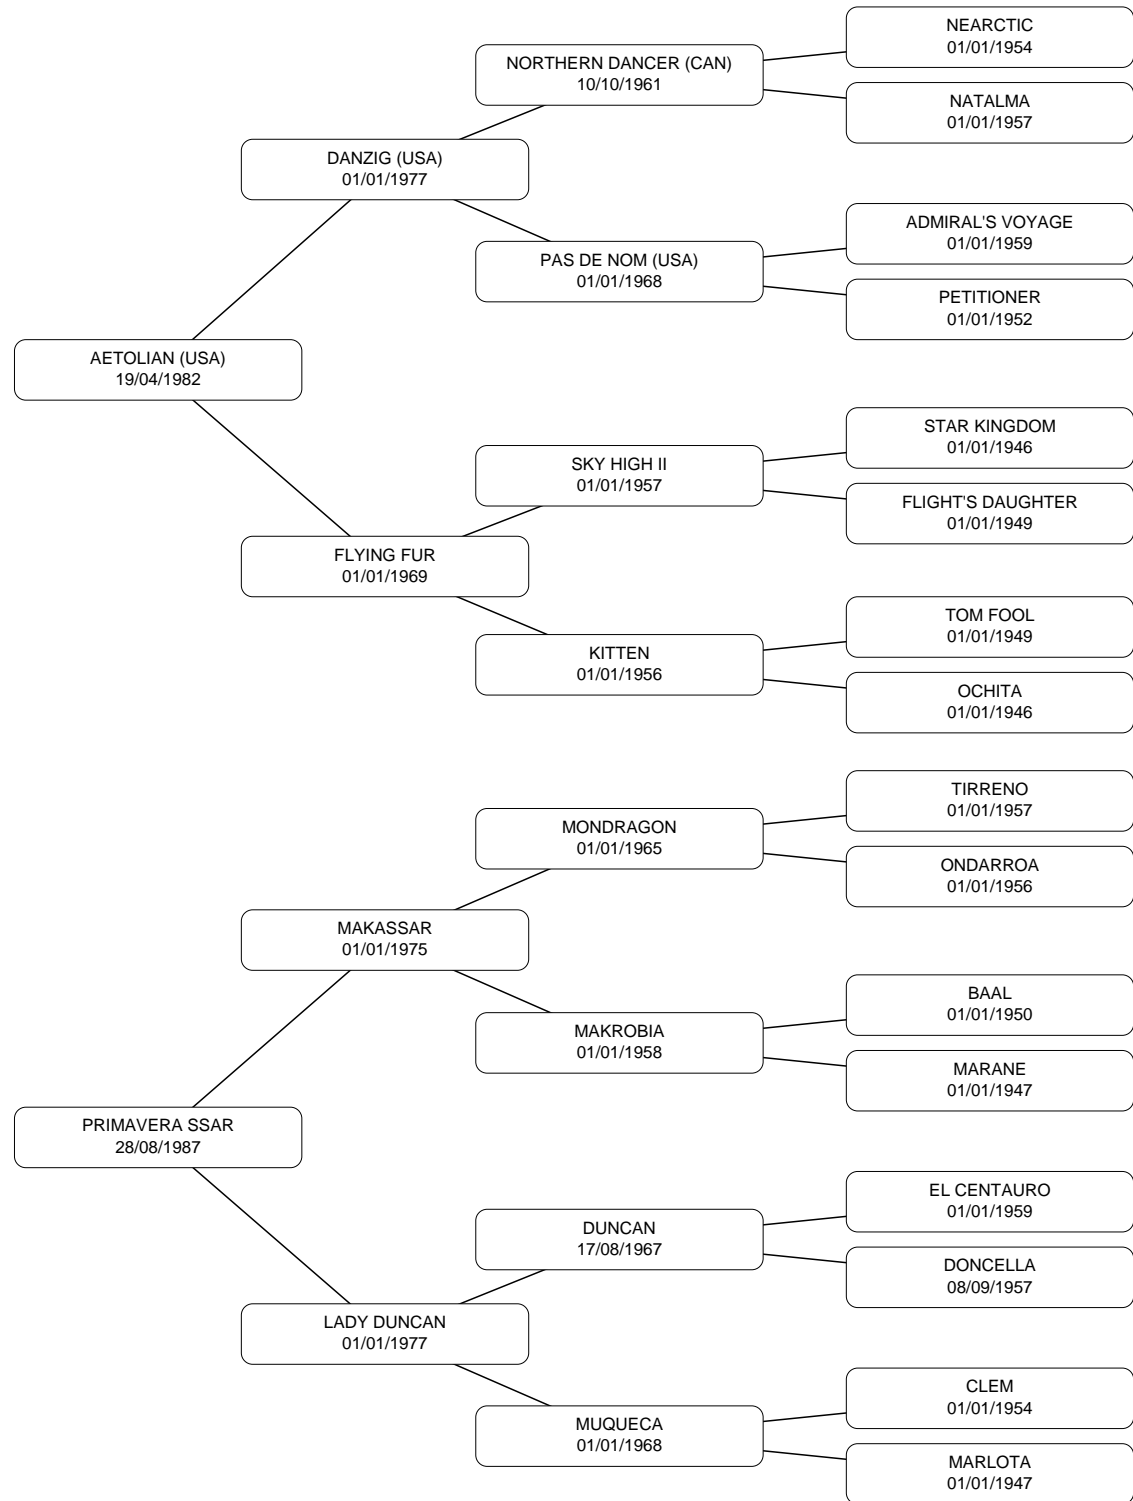 NEARCTIC
01/01/1954
NORTHERN DANCER (CAN)
10/10/1961
NATALMA
01/01/1957
DANZIG (USA)
01/01/1977
ADMIRAL'S VOYAGE
01/01/1959
PAS DE NOM (USA)
01/01/1968
PETITIONER
01/01/1952
AETOLIAN (USA)
19/04/1982
STAR KINGDOM
01/01/1946
SKY HIGH II
01/01/1957
FLIGHT'S DAUGHTER
01/01/1949
FLYING FUR
01/01/1969
TOM FOOL
01/01/1949
KITTEN
01/01/1956
OCHITA
01/01/1946
TIRRENO
01/01/1957
MONDRAGON
01/01/1965
ONDARROA
01/01/1956
MAKASSAR
01/01/1975
BAAL
01/01/1950
MAKROBIA
01/01/1958
MARANE
01/01/1947
PRIMAVERA SSAR
28/08/1987
EL CENTAURO
01/01/1959
DUNCAN
17/08/1967
DONCELLA
08/09/1957
LADY DUNCAN
01/01/1977
CLEM
01/01/1954
MUQUECA
01/01/1968
MARLOTA
01/01/1947